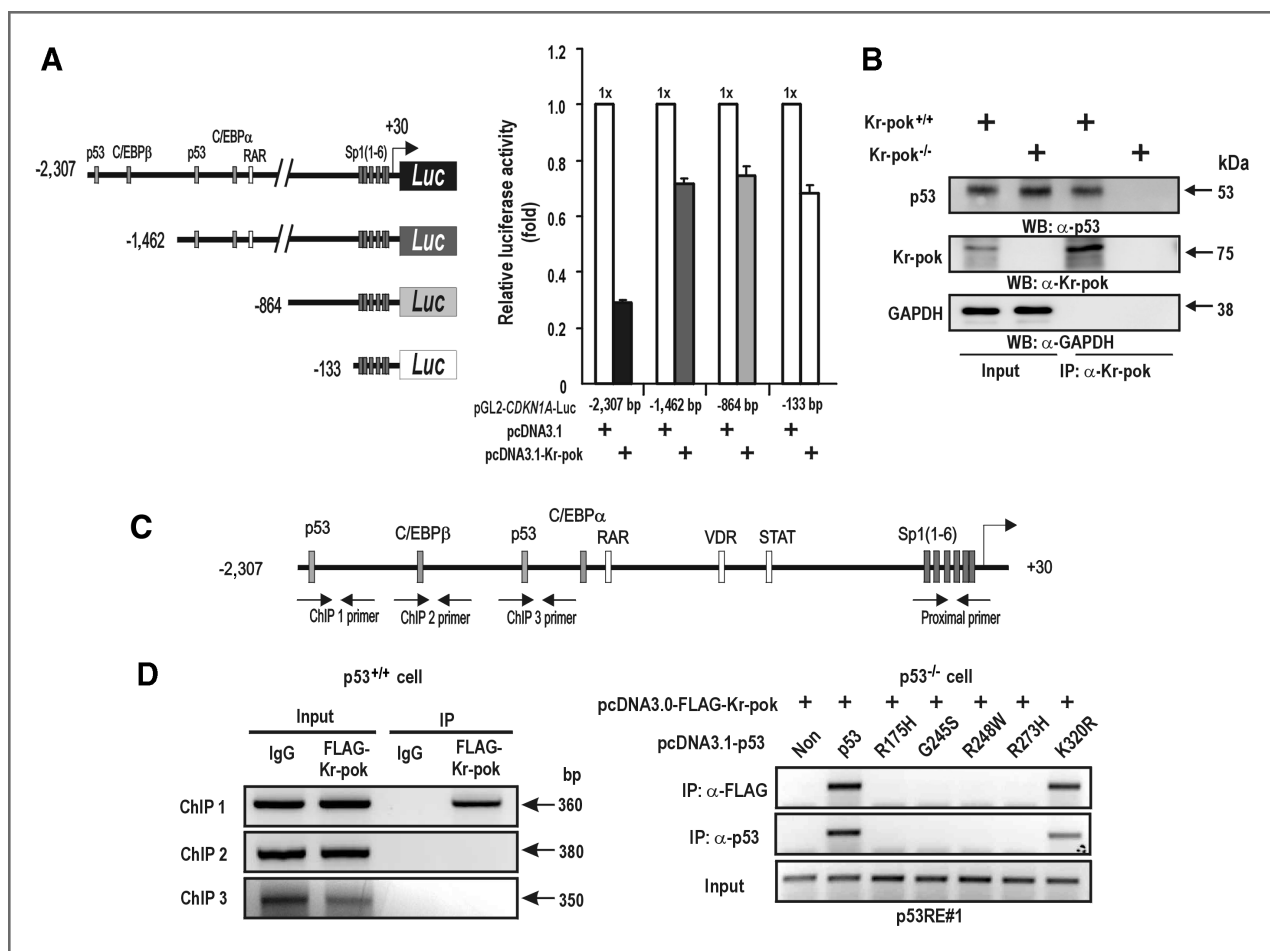 A
p53
C/EBPβ
p53
C/EBPα
RAR
Sp1(1-6)
+30
-2,307
Luc
-1,462
Luc
-864
Luc
-133
Luc
Relative luciferase activity
(fold)
1.2
1.0
0.8
0.6
0.4
0.2
0
1x
1x
1x
1x
pGL2-CDKN1A-Luc
-2,307 bp
-1,462 bp
-864 bp
-133 bp
pcDNA3.1
+ + + +
pcDNA3.1-Kr-pok
+ + + +
B
Kr-pok+/+
+ +
Kr-pok-/-
+ +
kDa
p53
53
WB: α-p53
Kr-pok
75
WB: α-Kr-pok
GAPDH
38
WB: α-GAPDH
Input
IP: α-Kr-pok
C
p53
C/EBPβ
p53
C/EBPα
RAR
VDR
STAT
Sp1(1-6)
-2,307
+30
ChIP 1 primer
ChIP 2 primer
ChIP 3 primer
Proximal primer
D
p53+/+ cell
Input
IP
IgG
FLAG-
Kr-pok
IgG
FLAG-
Kr-pok
bp
ChIP 1
360
ChIP 2
380
ChIP 3
350
p53-/- cell
pcDNA3.0-FLAG-Kr-pok
+ + + + + + +
pcDNA3.1-p53
Non
p53
R175H
G245S
R248W
R273H
K320R
IP: α-FLAG
IP: α-p53
Input
p53RE#1